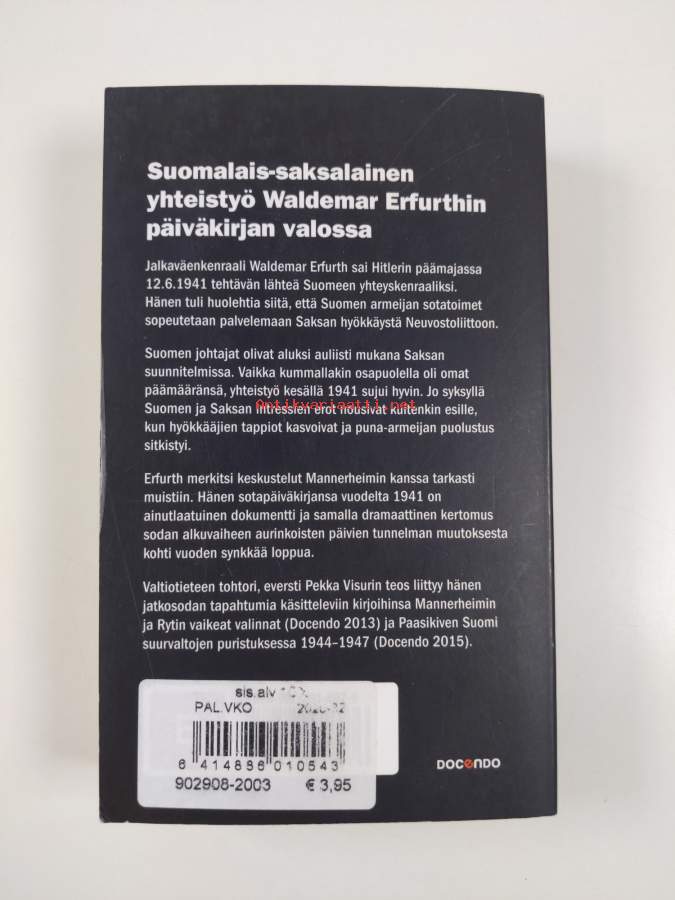 Suomalais-saksalainen
yhteistyö Waldemar Erfurthin
päiväkirjan valossa
Jalkaväenkenraali Waldemar Erfurth sai Hitlerin päämajassa
12.6.1941 tehtävän lähteä Suomeen yhteyskenraaliksi.
Hänen tuli huolehtia siitä, että Suomen armeijan sotatoimet
sopeutetaan palvelemaan Saksan hyökkäystä Neuvostoliittoon.
Suomen johtajat olivat aluksi auliisti mukana Saksan
suunnitelmissa. Vaikka kummallakin osapuolella oli omat
päämääränsä, yhteistyö kesällä 1941 sujui hyvin. Jo syksyllä
Antikvariaatti.net
Suomen ja Saksan intressien erot nousivat kuitenkin esille,
kun hyökkääjien tappiot kasvoivat ja puna-armeijan puolustus
sitkistyi.
Erfurth merkitsi keskustelut Mannerheimin kanssa tarkasti
muistiin. Hänen sotapäiväkirjansa vuodelta 1941 on
ainutlaatuinen dokumentti ja samalla dramaattinen kertomus
sodan alkuvaiheen aurinkoisten päivien tunnelman muutoksesta
kohti vuoden synkkää loppua.
Valtiotieteen tohtori, eversti Pekka Visurin teos liittyy hänen
jatkosodan tapahtumia käsitteleviin kirjoihinsa Mannerheimin
ja Rytin vaikeat valinnat (Docendo 2013) ja Paasikiven Suomi
suurvaltojen puristuksessa 1944–1947 (Docendo 2015).
sis.alv
PAL.VKO
6 414886 010543
902908-2003 € 3,95
DOCENDO